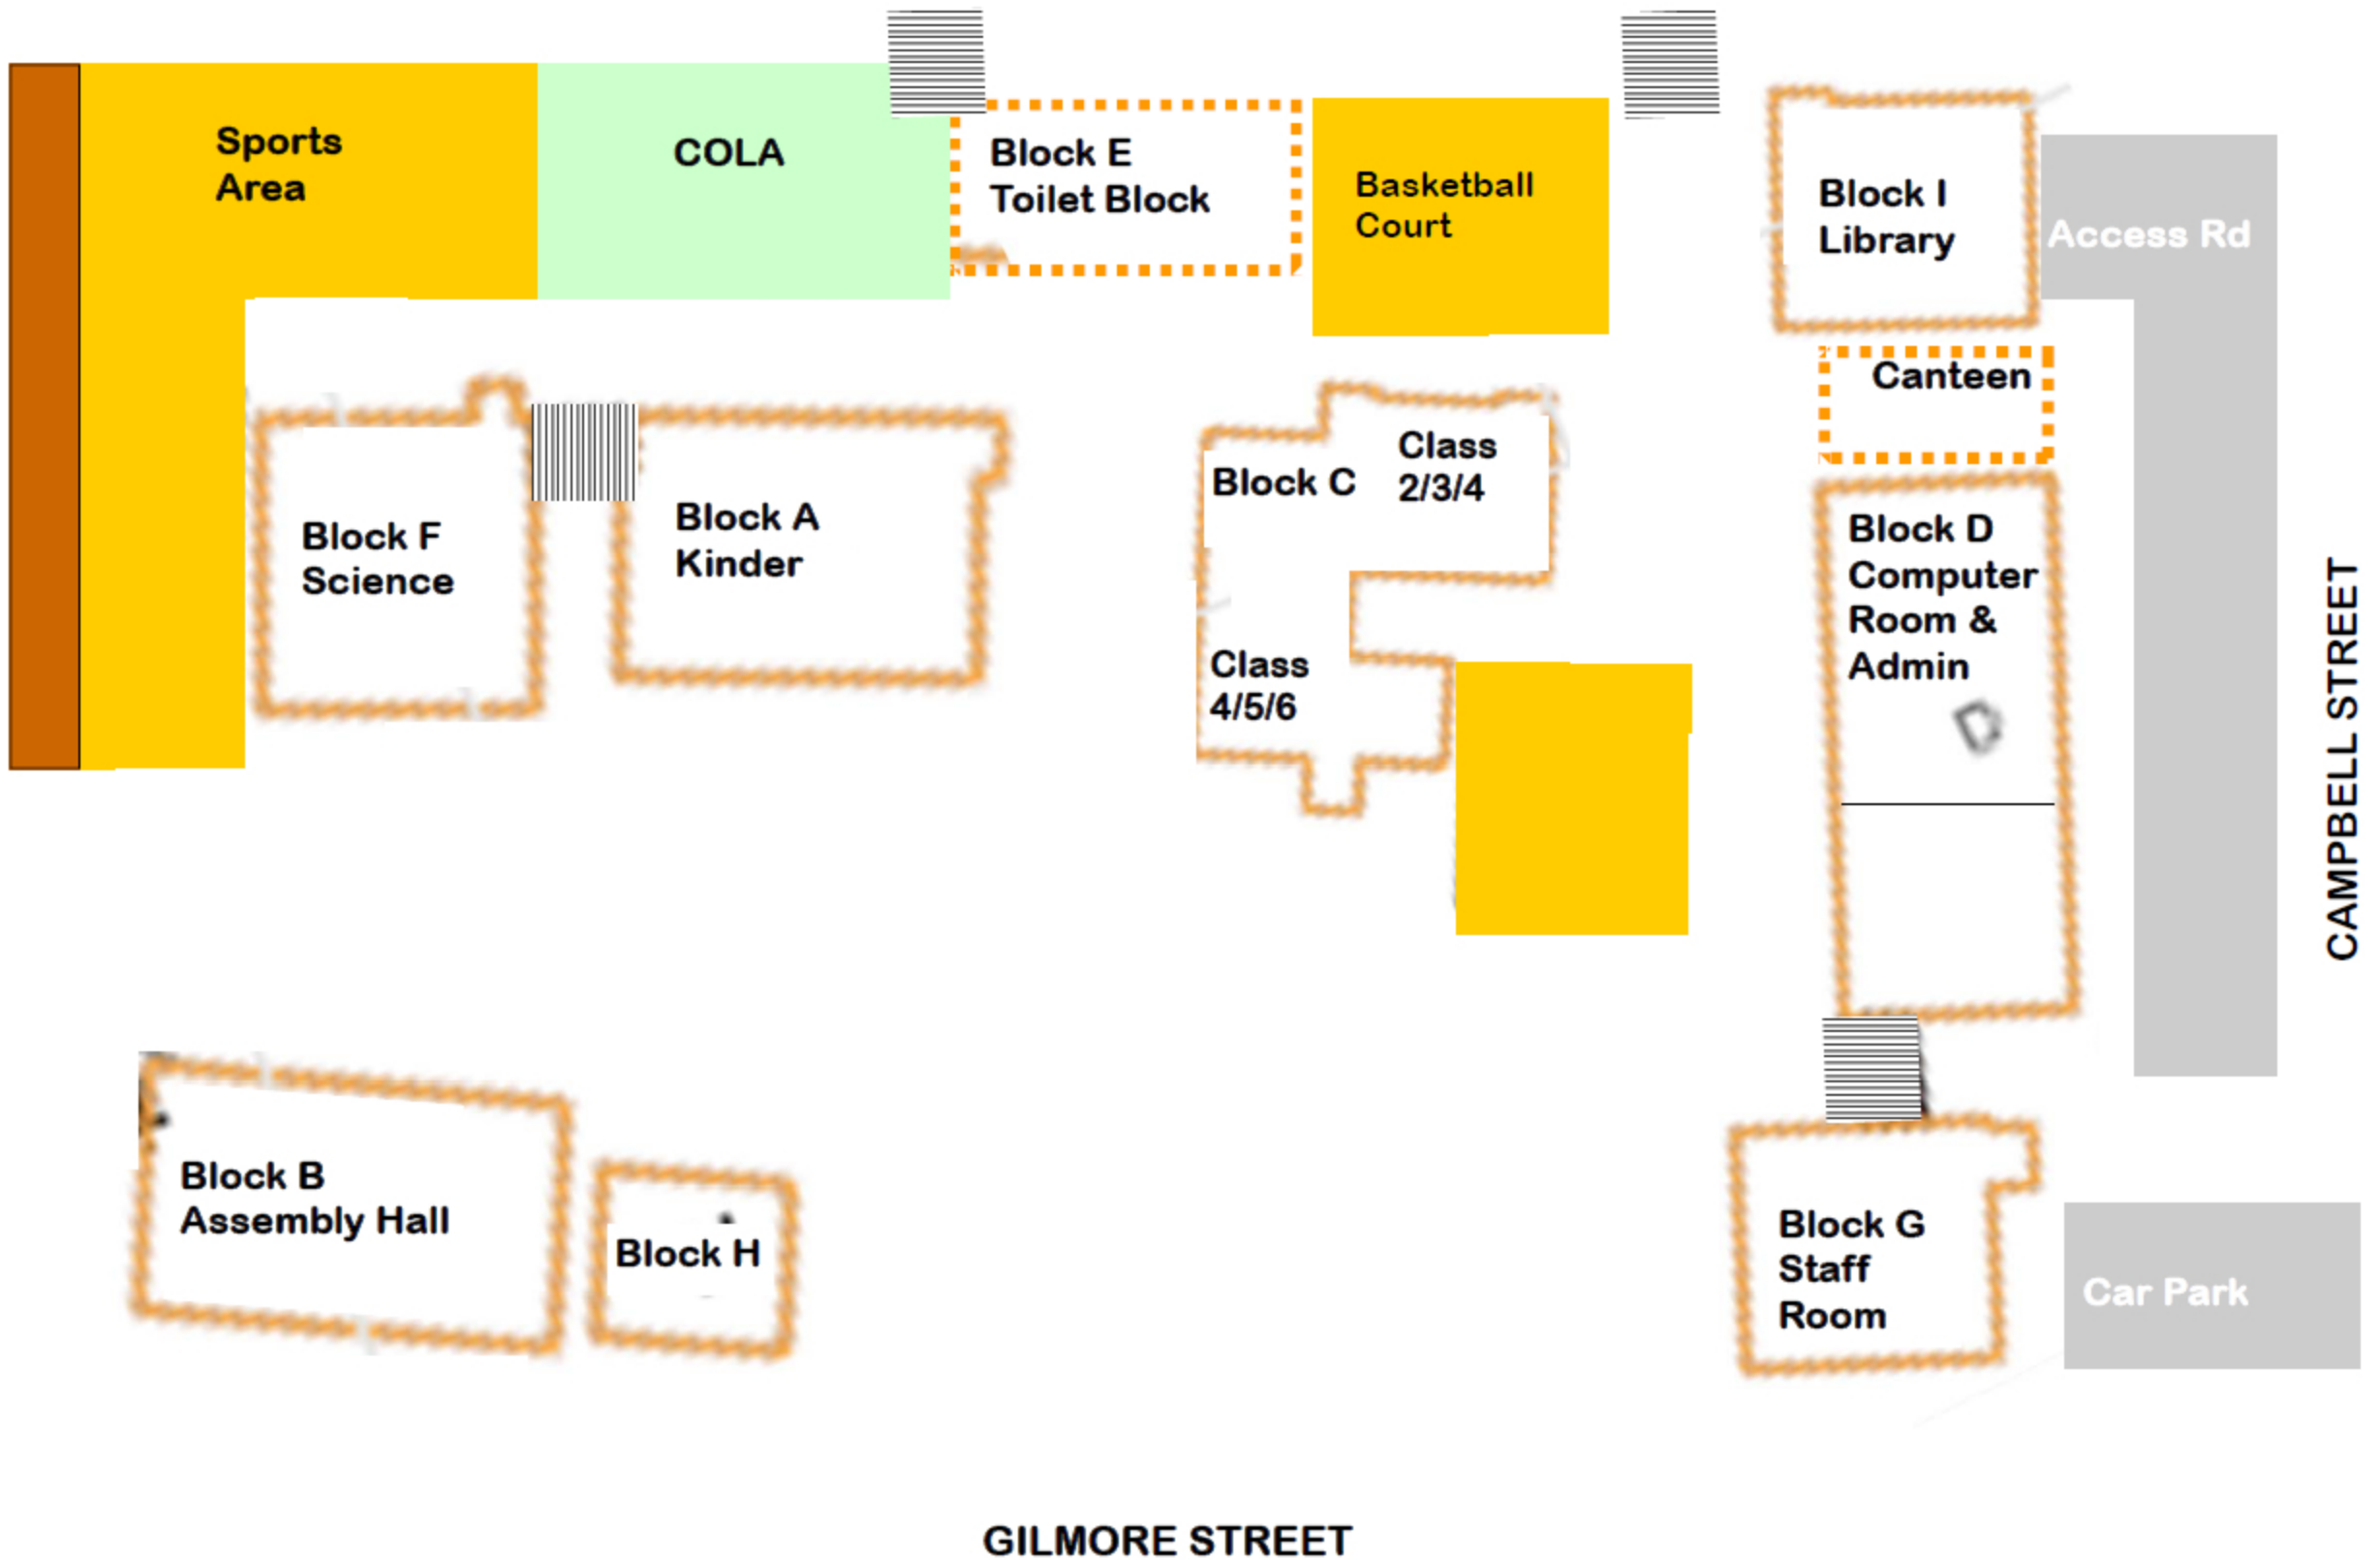 Sports
Area
COLA
Block E
Toilet Block
Basketball
Court
Block I
Library
Access Rd
Canteen
Block F
Science
Block A
Kinder
Block C
Class
2/3/4
Class
4/5/6
Block D
Computer
Room &
Admin
D
CAMPBELL STREET
Block B
Assembly Hall
Block H
Block G
Staff
Room
Car Park
GILMORE STREET